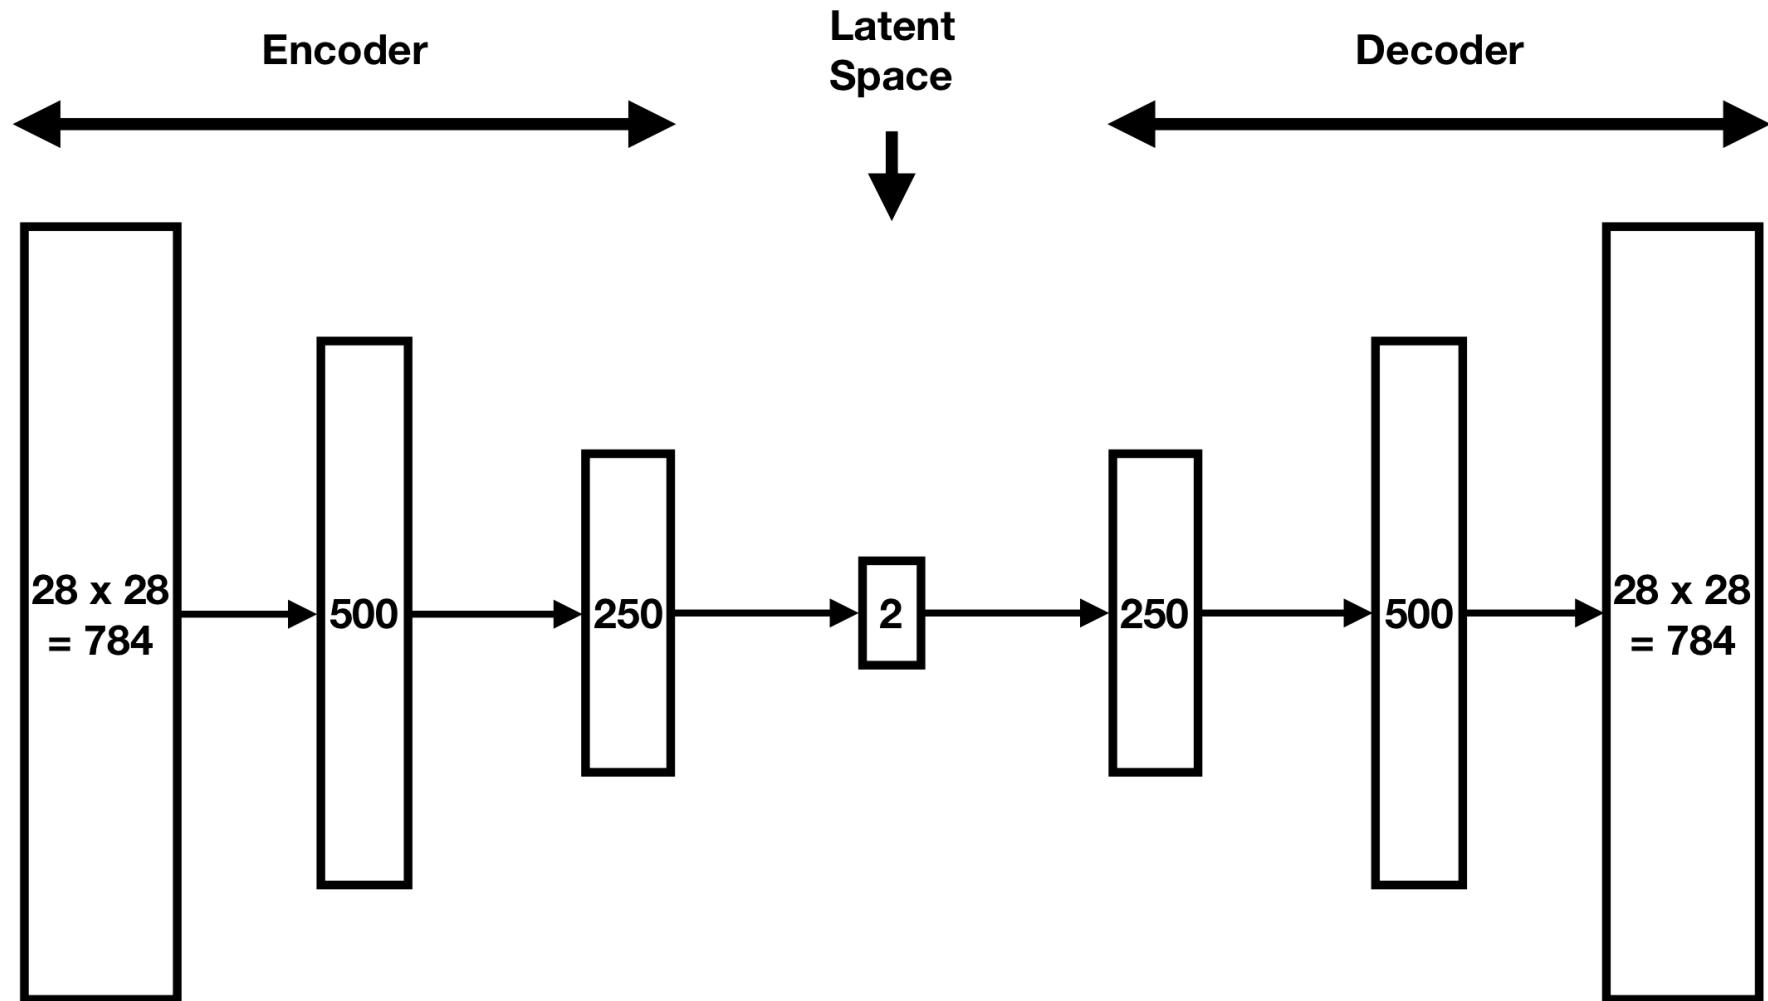 Encoder
Latent
Space
Decoder
28 x 28
= 784
500
250
2
250
500
28 x 28
= 784